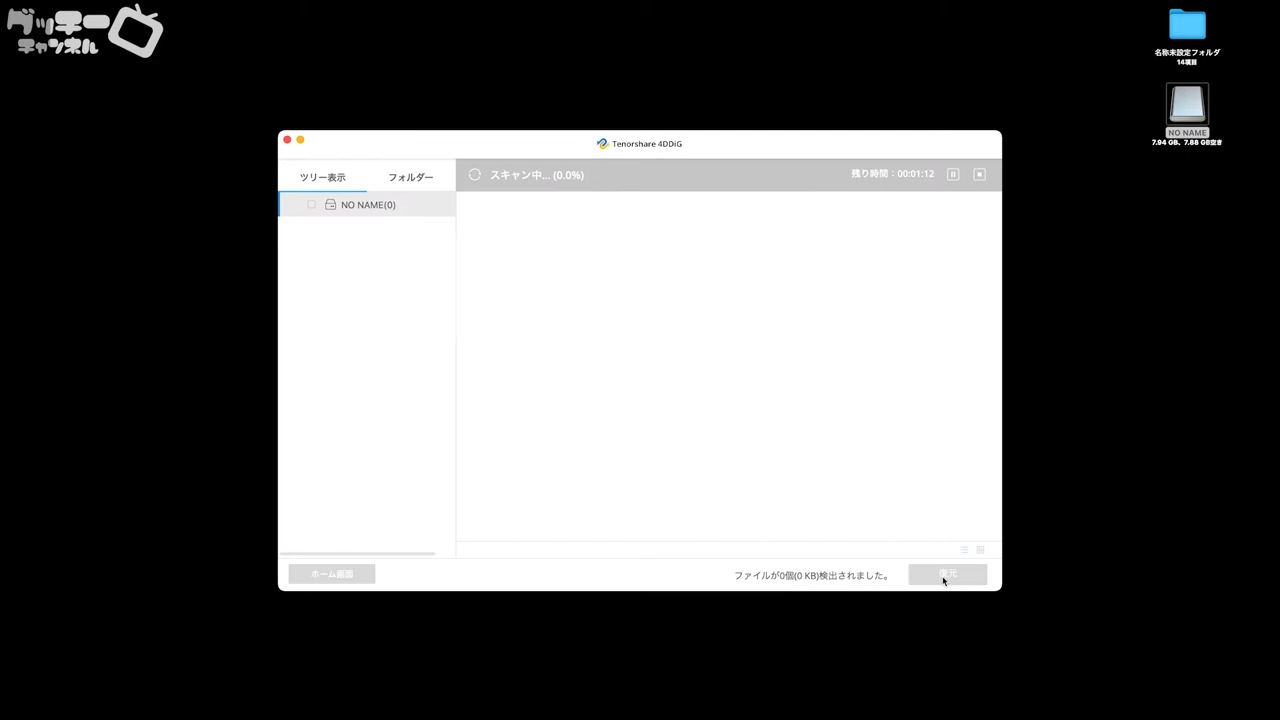 グッチー
チャンネル
名称未設定フォルダ
14項目
NO NAME
7.94 GB、7.88 GB空き
Tenorshare 4DDiG
ツリー表示
フォルダー
スキャン中... (0.0%)
残り時間：00:01:12
NO NAME(0)
ホーム画面
ファイルが0個(0 KB)検出されました。
復元